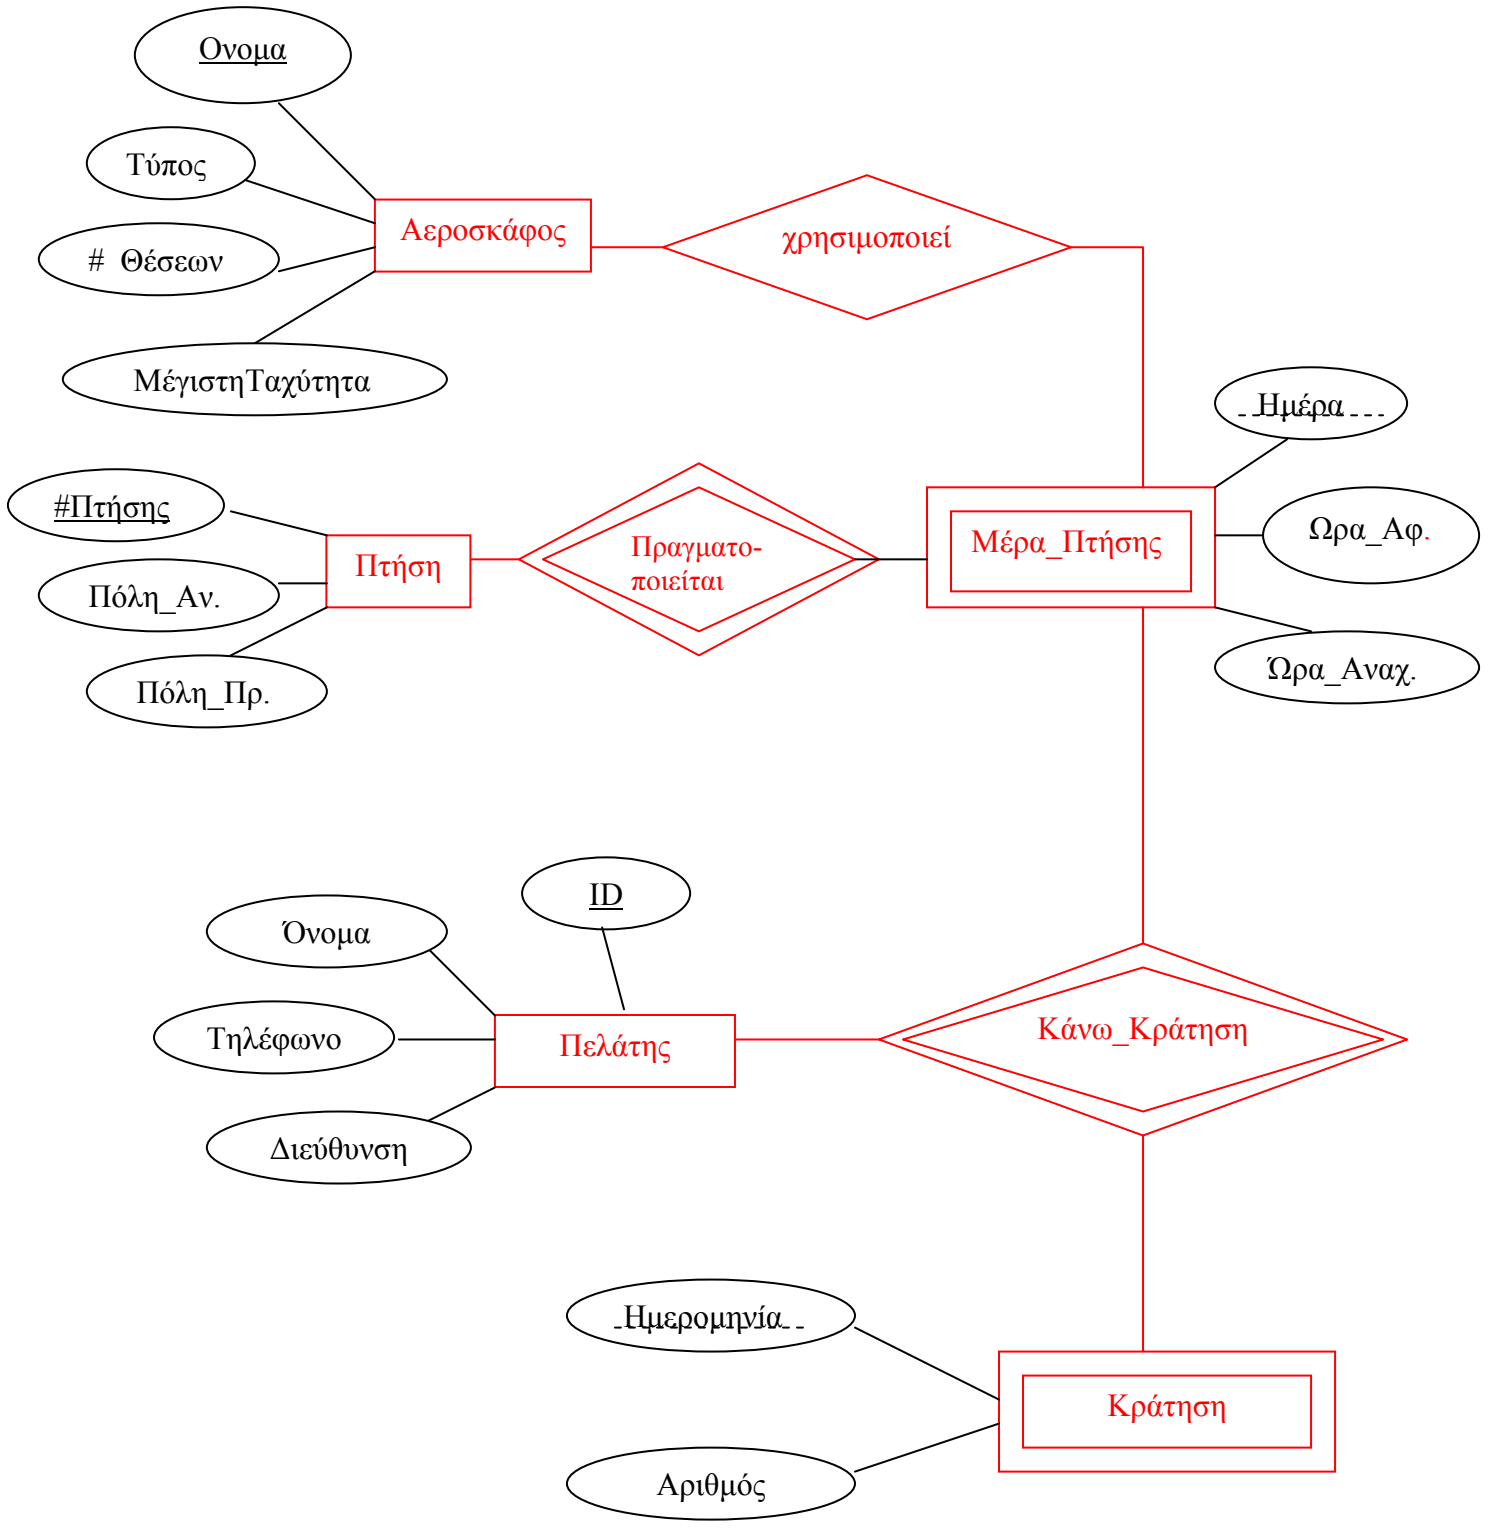 Ονομα
Τύπος
Αεροσκάφος
χρησιμοποιεί
# Θέσεων
ΜέγιστηΤαχύτητα
Ημέρα
#Πτήσης
Πτήση
Πραγματο-
ποιείται
Μέρα_Πτήσης
Ωρα_Αφ.
Πόλη_Αν.
Πόλη_Πρ.
Ώρα_Αναχ.
ID
Όνομα
Τηλέφωνο
Πελάτης
Κάνω_Κράτηση
Διεύθυνση
Ημερομηνία
Κράτηση
Αριθμός